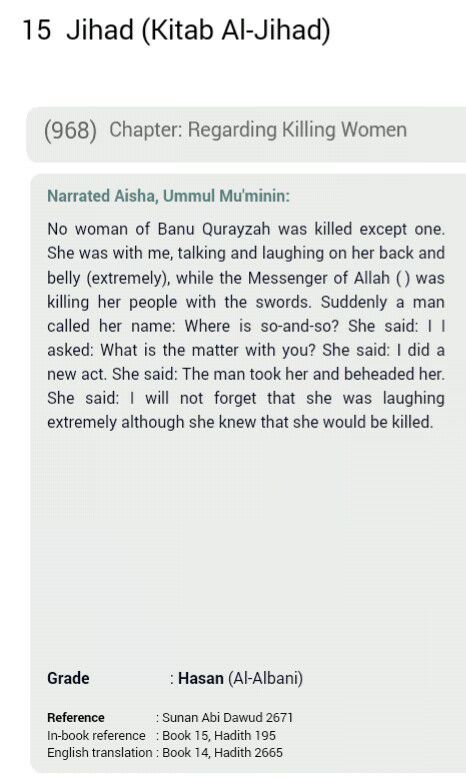 15 Jihad (Kitab Al-Jihad)
(968) Chapter: Regarding Killing Women
Narrated Aisha, Ummul Mu'minin:
No woman of Banu Qurayzah was killed except one.
She was with me, talking and laughing on her back and
belly (extremely), while the Messenger of Allah () was
killing her people with the swords. Suddenly a man
called her name: Where is so-and-so? She said: I I
asked: What is the matter with you? She said: I did a
new act. She said: The man took her and beheaded her.
She said: I will not forget that she was laughing
extremely although she knew that she would be killed.
Grade : Hasan (Al-Albani)
Reference : Sunan Abi Dawud 2671
In-book reference : Book 15, Hadith 195
English translation : Book 14, Hadith 2665